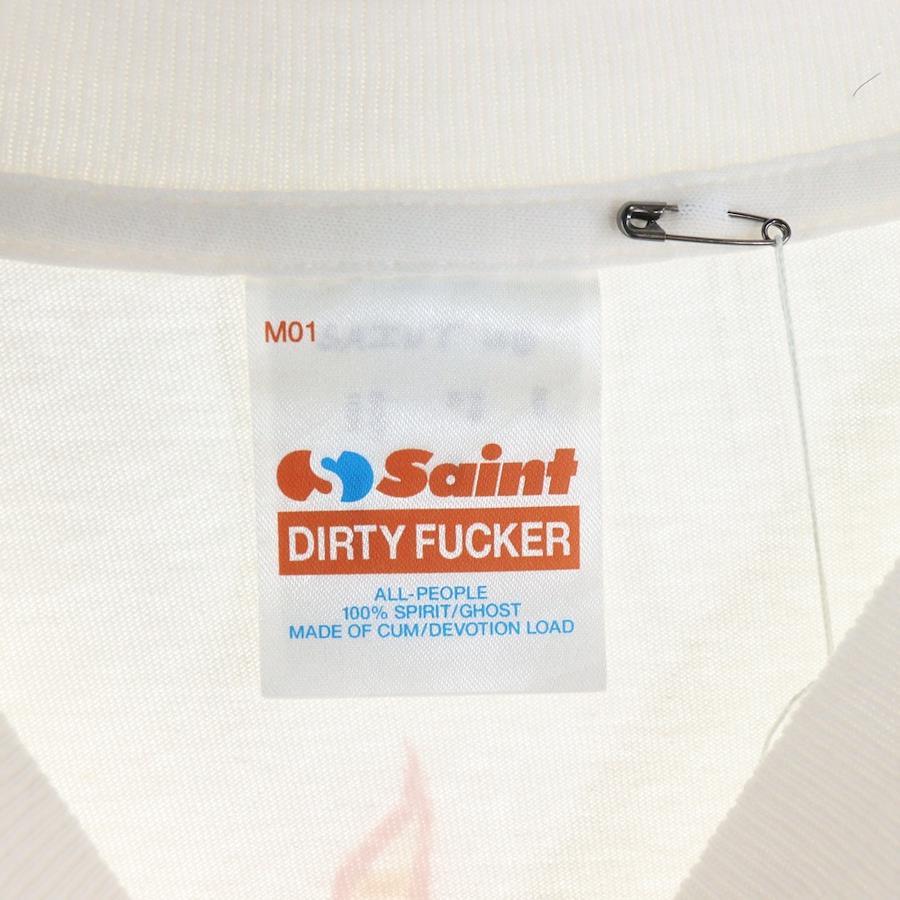 M01
Saint
DIRTY FUCKER
ALL-PEOPLE
100% SPIRIT/GHOST
MADE OF CUM/DEVOTION LOAD